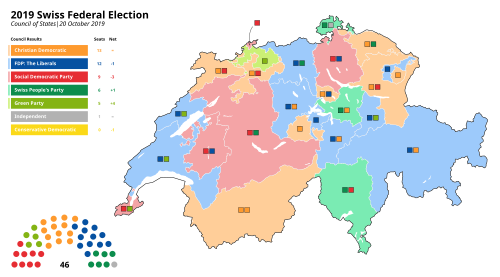 2019 Swiss Federal Election
Council of States|20 October 2019
Council Results Seats Net
Christian Democratic 13
FDP: The Liberals 12 -1
Social Democratic Party 9 -3
Swiss People's Party 6 +1
Green Party 5 +4
Independent 1
Conservative Democratic -1
46